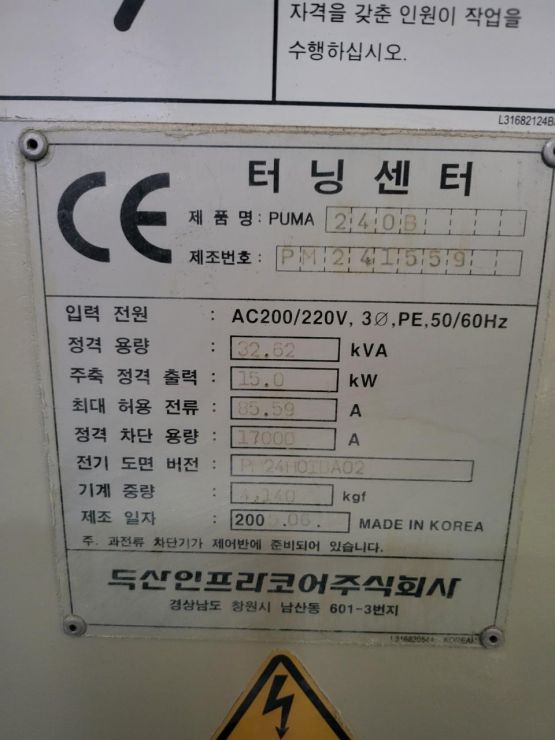 자격을 갖춘 인원이 작업을
수행하십시오.
L31682124B
CE
터닝센터
제 품 명: PUMA 240B
제조번호: PM241559
입력 전원 : AC200/220V, 3Ø,PE,50/60Hz
정격 용량 : 32.62 kVA
주축 정격 출력 : 15.0 kW
최대 허용 전류 : 85.59 A
정격 차단 용량 : 17000 A
전기 도면 버전 :
기계 중량 : 4,140 kgf
제조 일자 : 2005.06. MADE IN KOREA
주. 과전류 차단기가 제어반에 준비되어 있습니다.
두산인프라코어주식회사
경상남도 창원시 남산동 601-3번지
KOREA